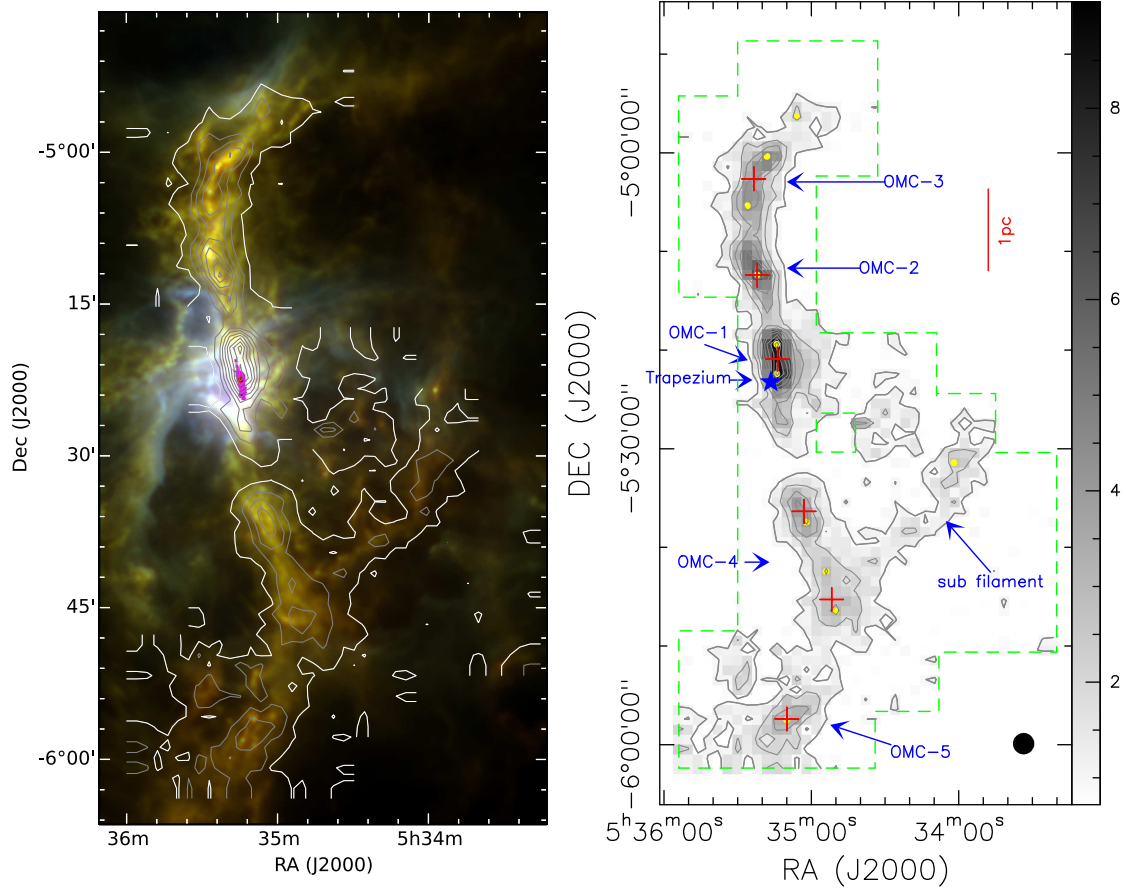 -5°00'
15'
30'
45'
-6°00'
Dec (J2000)
36m
35m
5h34m
RA (J2000)
−5°00'00"
−5°30'00"
−6°00'00"
DEC (J2000)
5h36m00s
35m00s
34m00s
RA (J2000)
OMC-3
1pc
OMC-2
OMC-1
Trapezium
OMC-4
sub filament
OMC-5
8
6
4
2